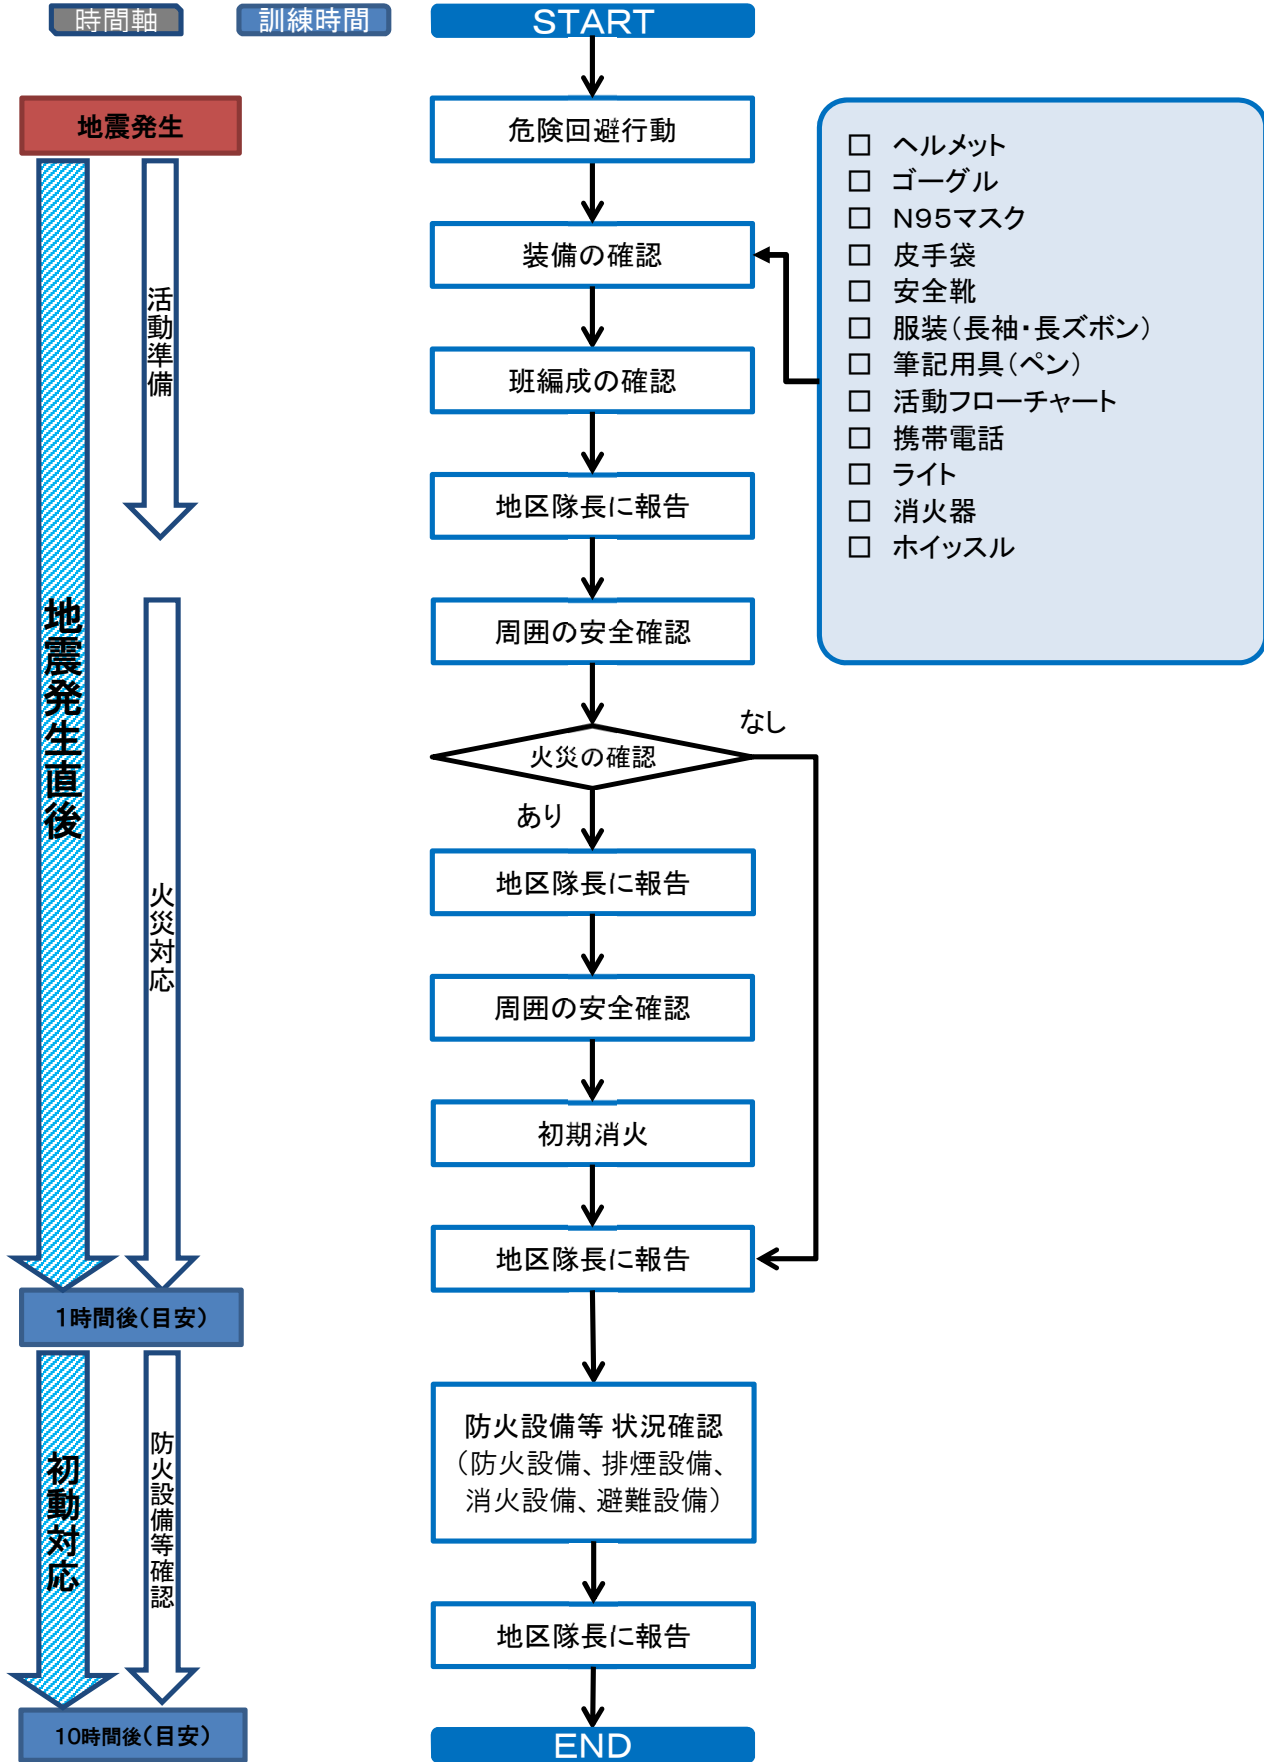 時間軸
訓練時間
START
地震発生
危険回避行動
装備の確認
班編成の確認
地区隊長に報告
周囲の安全確認
火災の確認
なし
あり
地区隊長に報告
周囲の安全確認
初期消火
地区隊長に報告
防火設備等 状況確認
(防火設備、排煙設備、
消火設備、避難設備)
地区隊長に報告
END
□ ヘルメット
□ ゴーグル
□ N95マスク
□ 皮手袋
□ 安全靴
□ 服装(長袖・長ズボン)
□ 筆記用具(ペン)
□ 活動フローチャート
□ 携帯電話
□ ライト
□ 消火器
□ ホイッスル
地震発生直後
活動準備
火災対応
1時間後(目安)
初動対応
防火設備等確認
10時間後(目安)